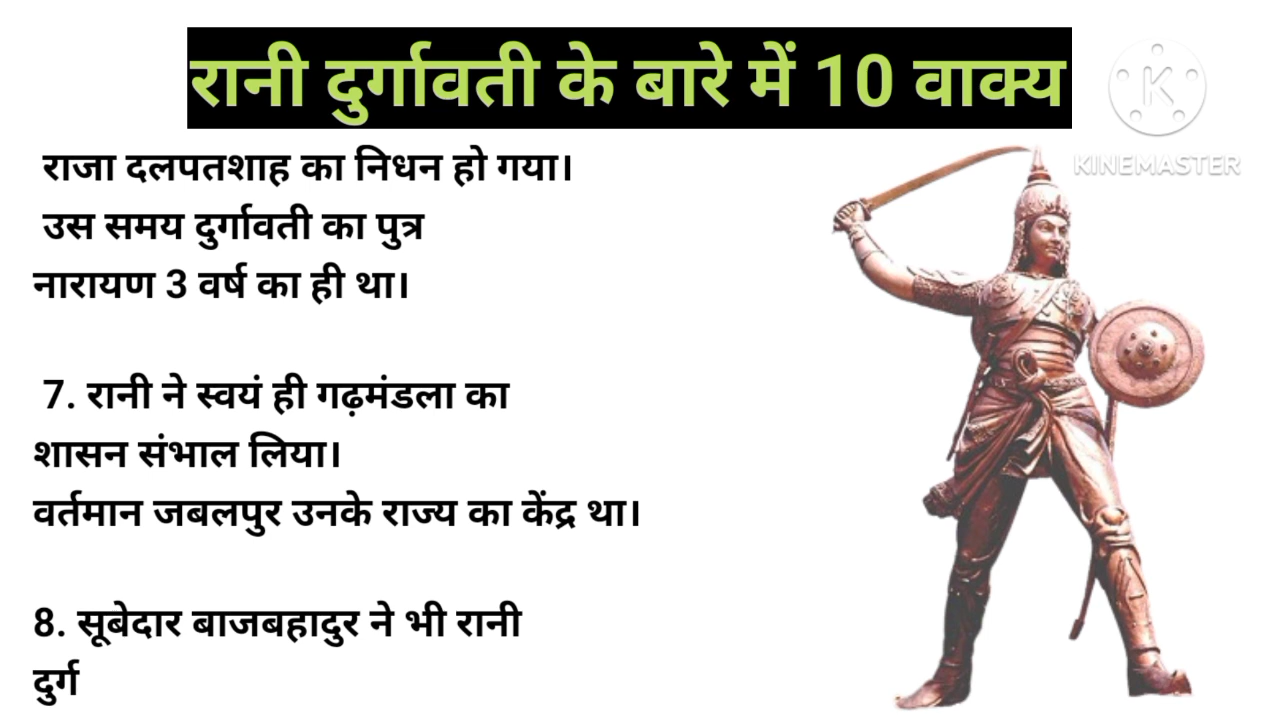 रानी दुर्गावती के बारे में 10 वाक्य
KINEMASTER
राजा दलपतशाह का निधन हो गया।
उस समय दुर्गावती का पुत्र
नारायण 3 वर्ष का ही था।
7. रानी ने स्वयं ही गढ़मंडला का
शासन संभाल लिया।
वर्तमान जबलपुर उनके राज्य का केंद्र था।
8. सूबेदार बाजबहादुर ने भी रानी
दुर्ग